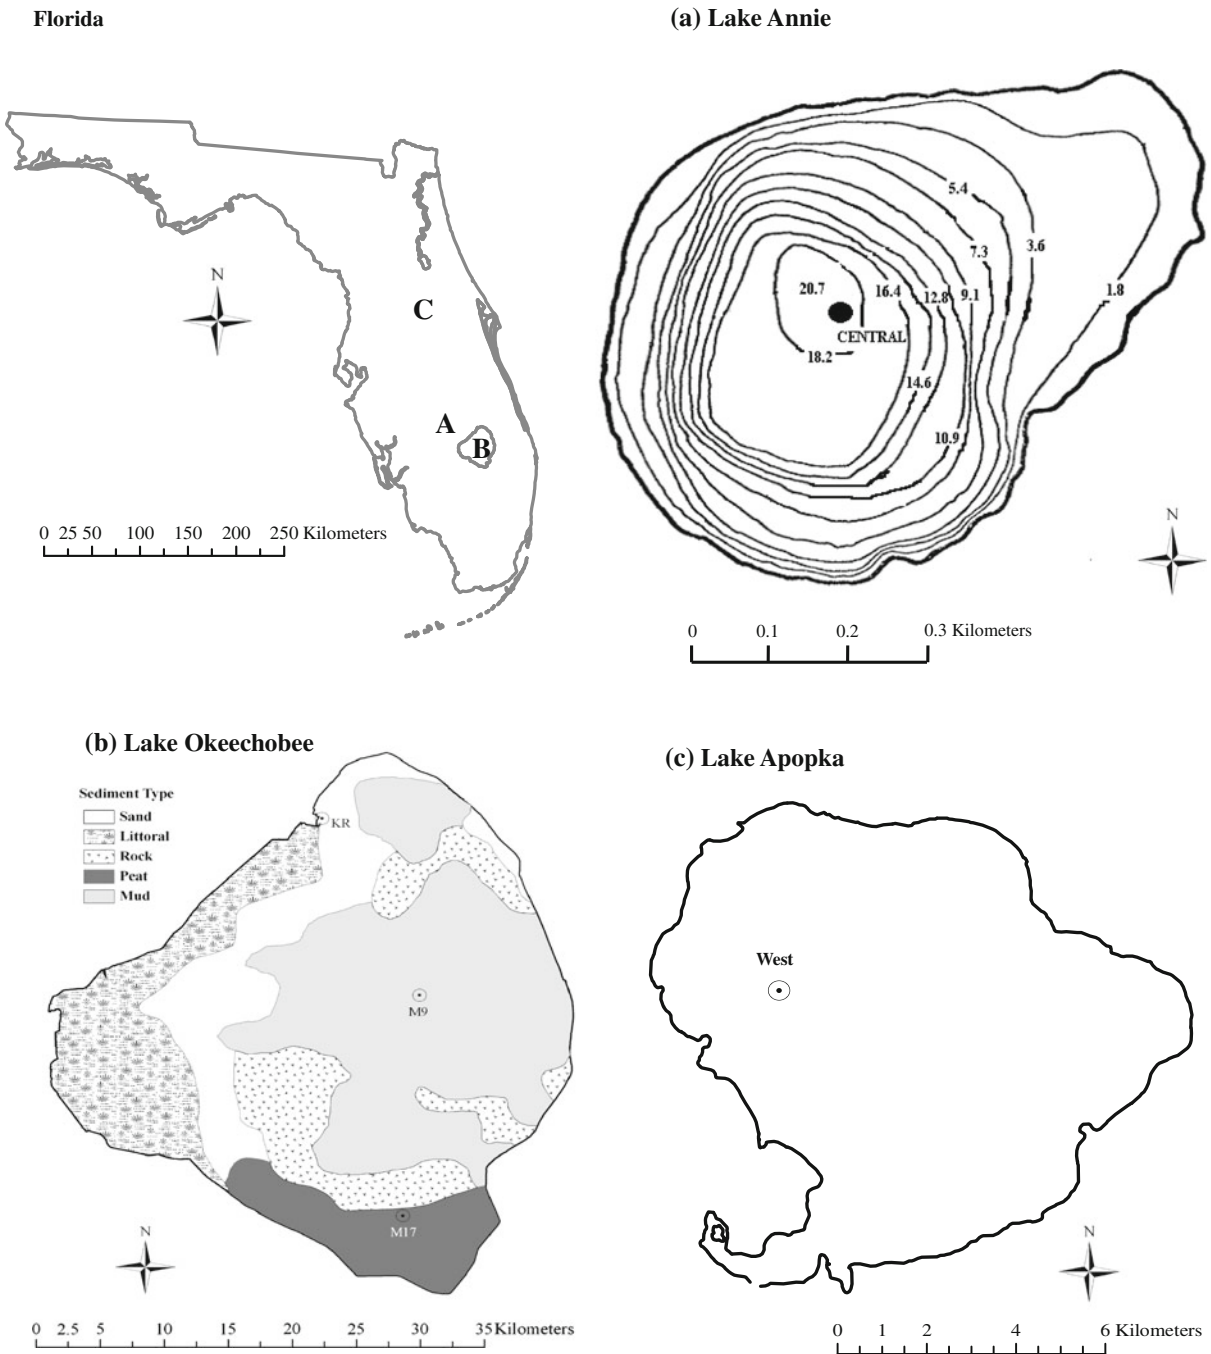 Florida
N
C
A
B
0 25 50 100 150 200 250 Kilometers
(a) Lake Annie
5.4
3.6
7.3
1.8
20.7
16.4
12.8
9.1
CENTRAL
18.2
14.6
10.9
N
0 0.1 0.2 0.3 Kilometers
(b) Lake Okeechobee
Sediment Type
Sand
Littoral
Rock
Peat
Mud
KR
M9
M17
N
0 2.5 5 10 15 20 25 30 35 Kilometers
(c) Lake Apopka
West
N
0 1 2 4 6 Kilometers